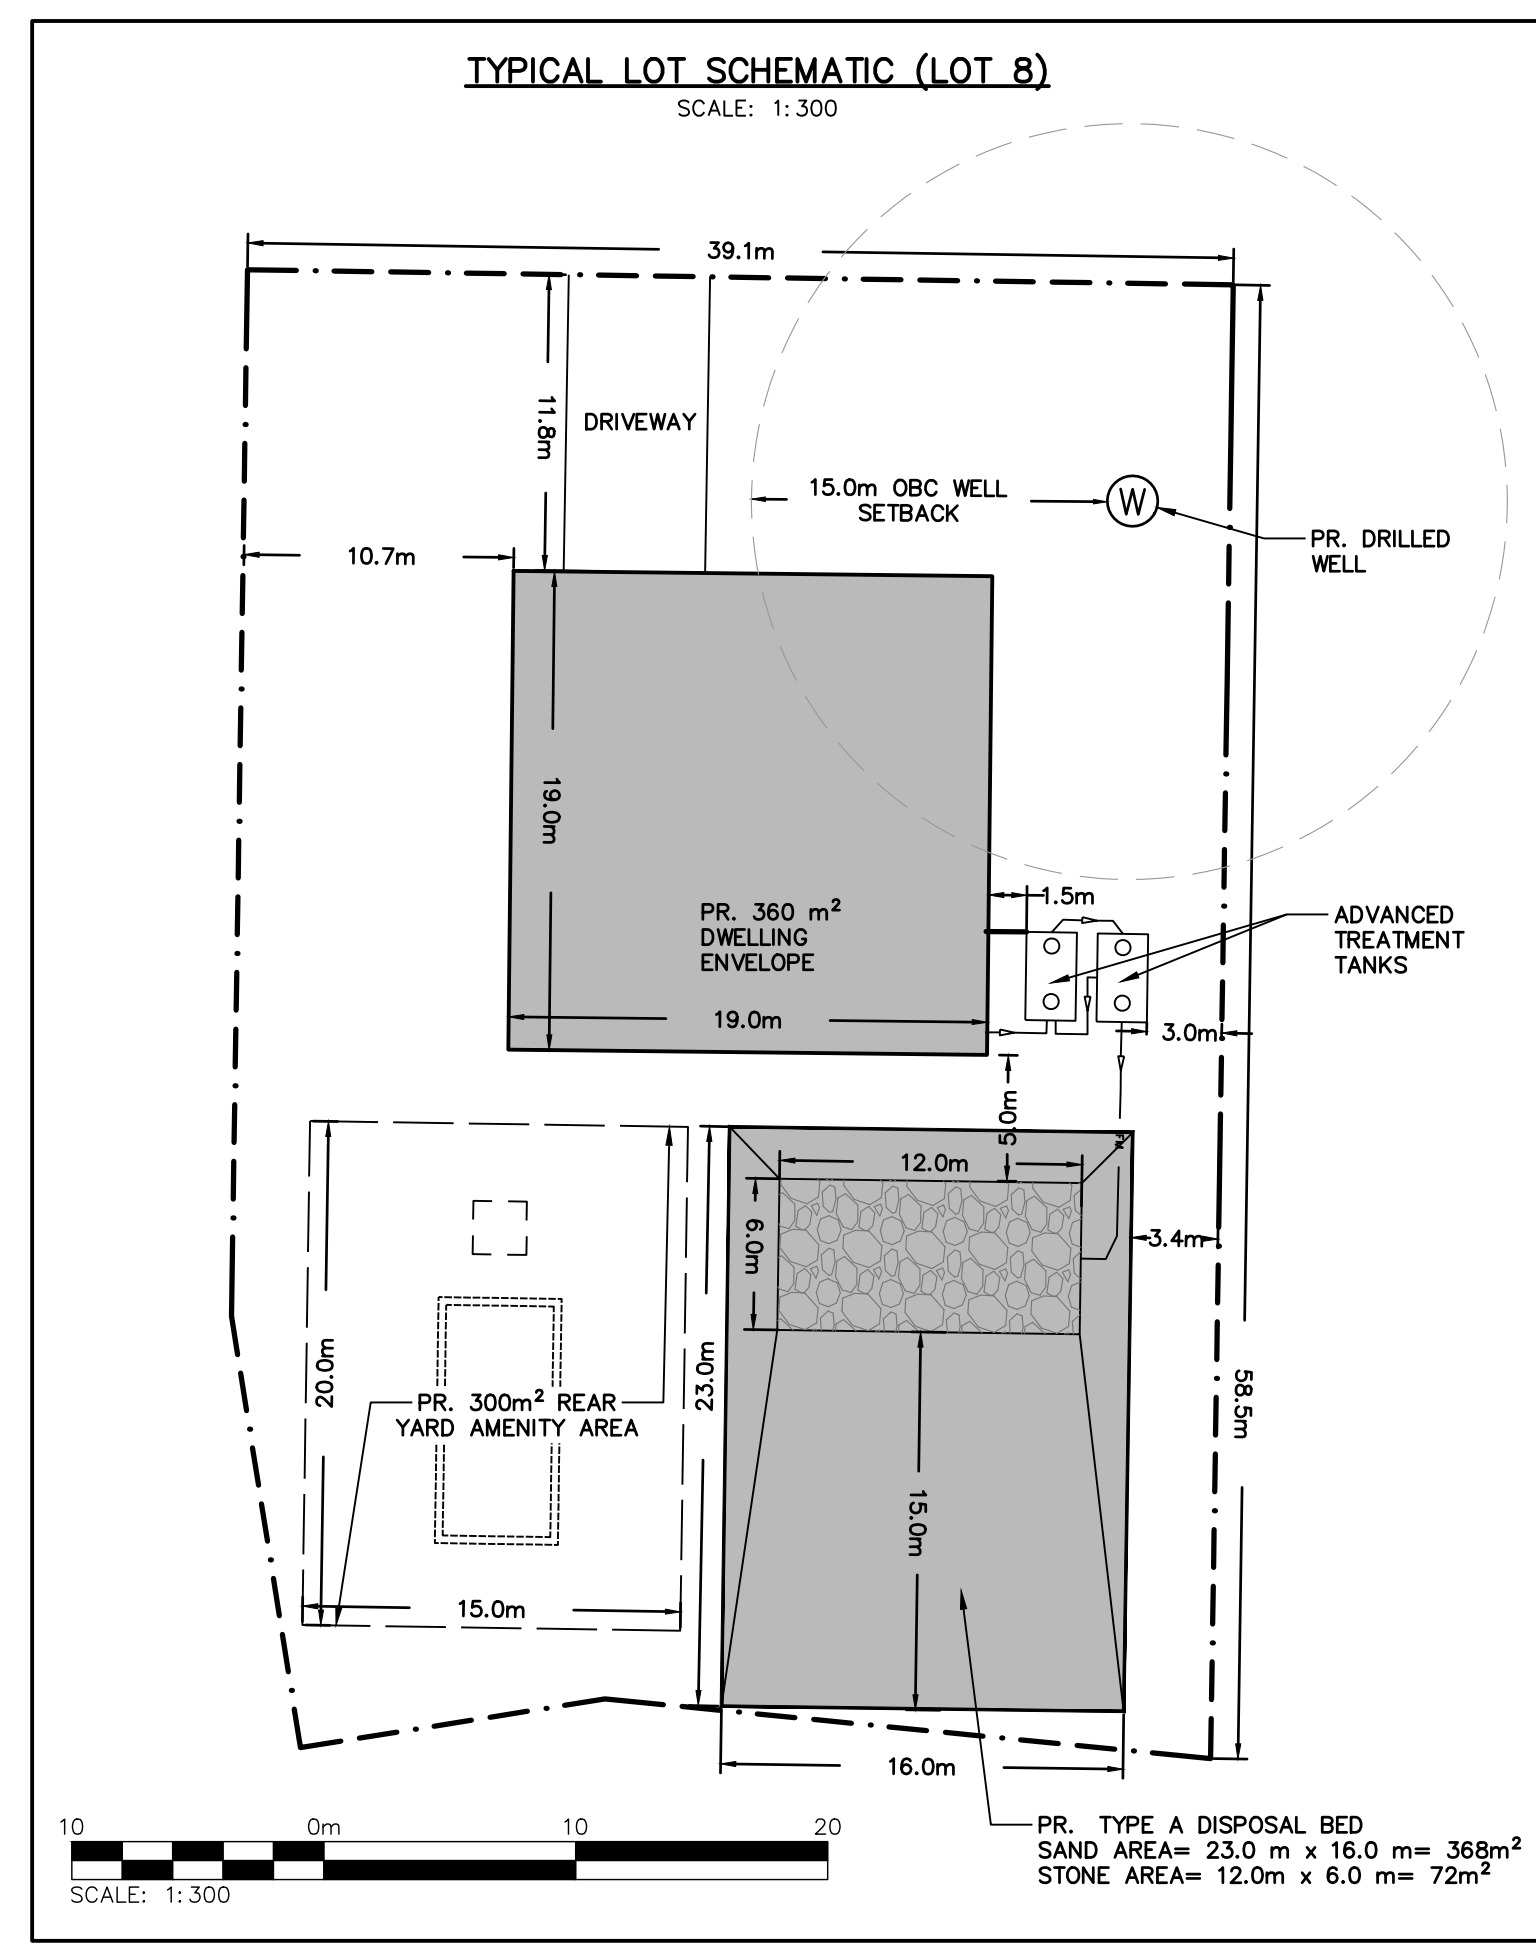 TYPICAL LOT SCHEMATIC (LOT 8)
SCALE: 1:300
39.1m
11.8m
DRIVEWAY
15.0m OBC WELL
SETBACK
W
PR. DRILLED
WELL
10.7m
19.0m
1.5m
PR. 360 m²
DWELLING
ENVELOPE
ADVANCED
TREATMENT
TANKS
19.0m
3.0m
5.0m
FM
12.0m
6.0m
3.4m
20.0m
23.0m
58.5m
PR. 300m² REAR
YARD AMENITY AREA
15.0m
15.0m
16.0m
10 0m 10 20
SCALE: 1:300
PR. TYPE A DISPOSAL BED
SAND AREA= 23.0 m x 16.0 m= 368m²
STONE AREA= 12.0m x 6.0 m= 72m²